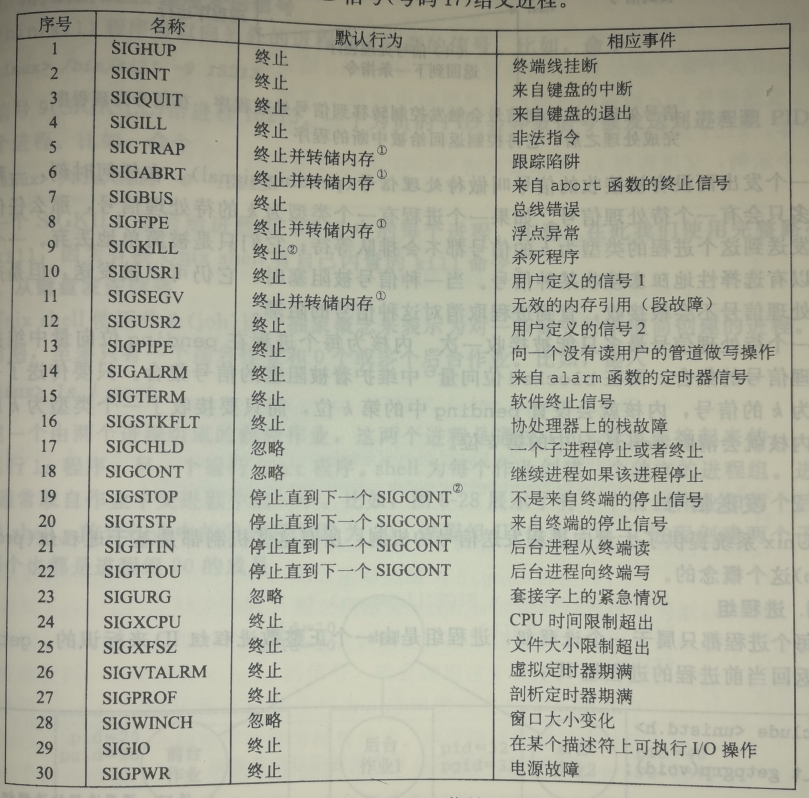 信号(号码 17)给父进程。
序号 名称 默认行为 相应事件
1 SIGHUP 终止 终端线挂断
2 SIGINT 终止 来自键盘的中断
3 SIGQUIT 终止 来自键盘的退出
4 SIGILL 终止 非法指令
5 SIGTRAP 终止并转储内存① 跟踪陷阱
6 SIGABRT 终止并转储内存① 来自 abort 函数的终止信号
7 SIGBUS 终止 总线错误
8 SIGFPE 终止并转储内存① 浮点异常
9 SIGKILL 终止② 杀死程序
10 SIGUSR1 终止 用户定义的信号 1
11 SIGSEGV 终止并转储内存① 无效的内存引用（段故障）
12 SIGUSR2 终止 用户定义的信号 2
13 SIGPIPE 终止 向一个没有读用户的管道做写操作
14 SIGALRM 终止 来自 alarm 函数的定时器信号
15 SIGTERM 终止 软件终止信号
16 SIGSTKFLT 终止 协处理器上的栈故障
17 SIGCHLD 忽略 一个子进程停止或者终止
18 SIGCONT 忽略 继续进程如果该进程停止
19 SIGSTOP 停止直到下一个 SIGCONT② 不是来自终端的停止信号
20 SIGTSTP 停止直到下一个 SIGCONT 来自终端的停止信号
21 SIGTTIN 停止直到下一个 SIGCONT 后台进程从终端读
22 SIGTTOU 停止直到下一个 SIGCONT 后台进程向终端写
23 SIGURG 忽略 套接字上的紧急情况
24 SIGXCPU 终止 CPU 时间限制超出
25 SIGXFSZ 终止 文件大小限制超出
26 SIGVTALRM 终止 虚拟定时器期满
27 SIGPROF 终止 剖析定时器期满
28 SIGWINCH 忽略 窗口大小变化
29 SIGIO 终止 在某个描述符上可执行 I/O 操作
30 SIGPWR 终止 电源故障